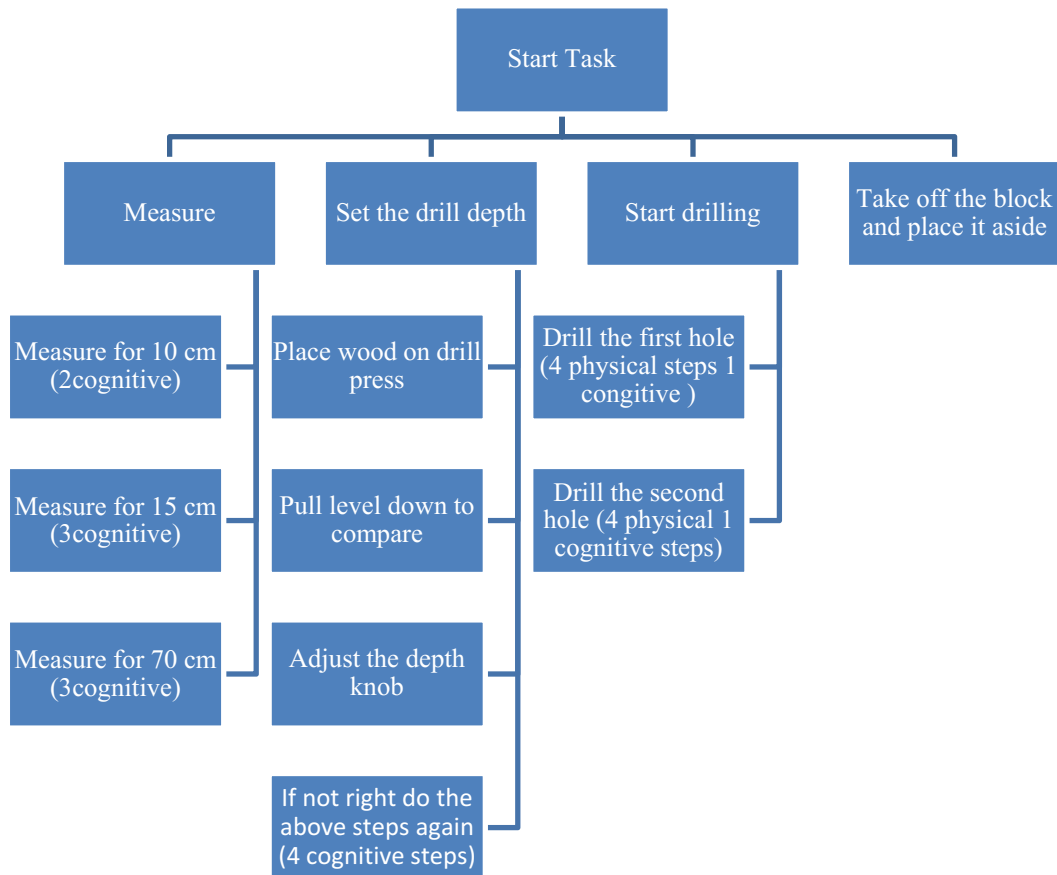 Start Task
Measure
Set the drill depth
Start drilling
Take off the block
and place it aside
Measure for 10 cm
(2cognitive)
Measure for 15 cm
(3cognitive)
Measure for 70 cm
(3cognitive)
Place wood on drill
press
Pull level down to
compare
Adjust the depth
knob
If not right do the
above steps again
(4 cognitive steps)
Drill the first hole
(4 physical steps 1
congitive )
Drill the second
hole (4 physical 1
cognitive steps)